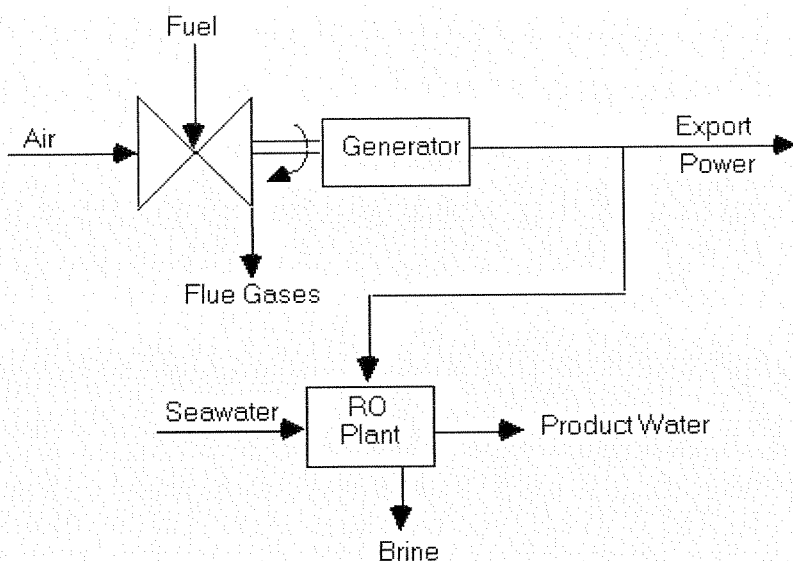 Fuel
Air
Generator
Export
Power
Flue Gases
Seawater
RO
Plant
Product Water
Brine